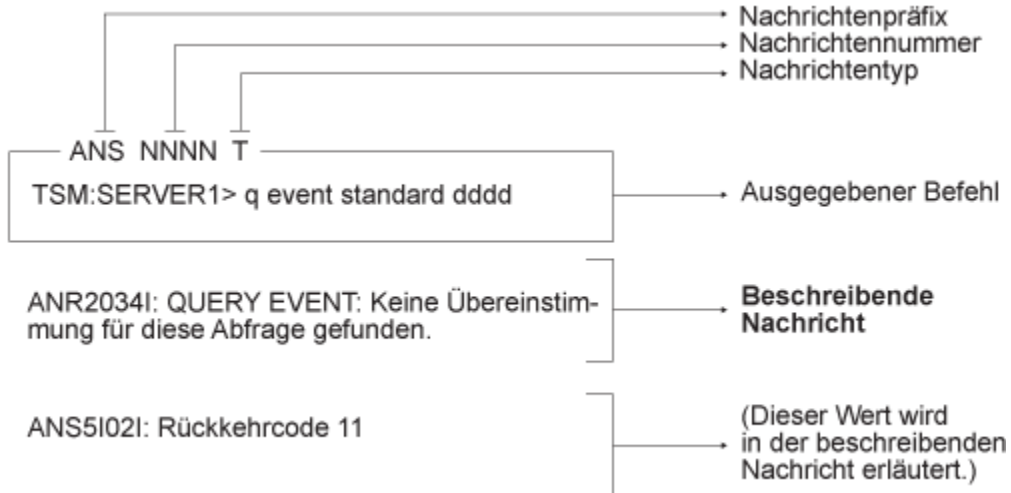 Nachrichtenpräfix
Nachrichtennummer
Nachrichtentyp
ANS NNNN T
TSM:SERVER1> q event standard dddd
Ausgegebener Befehl
ANR2034I: QUERY EVENT: Keine Übereinstim-
mung für diese Abfrage gefunden.
Beschreibende
Nachricht
ANS5I02I: Rückkehrcode 11
(Dieser Wert wird
in der beschreibenden
Nachricht erläutert.)